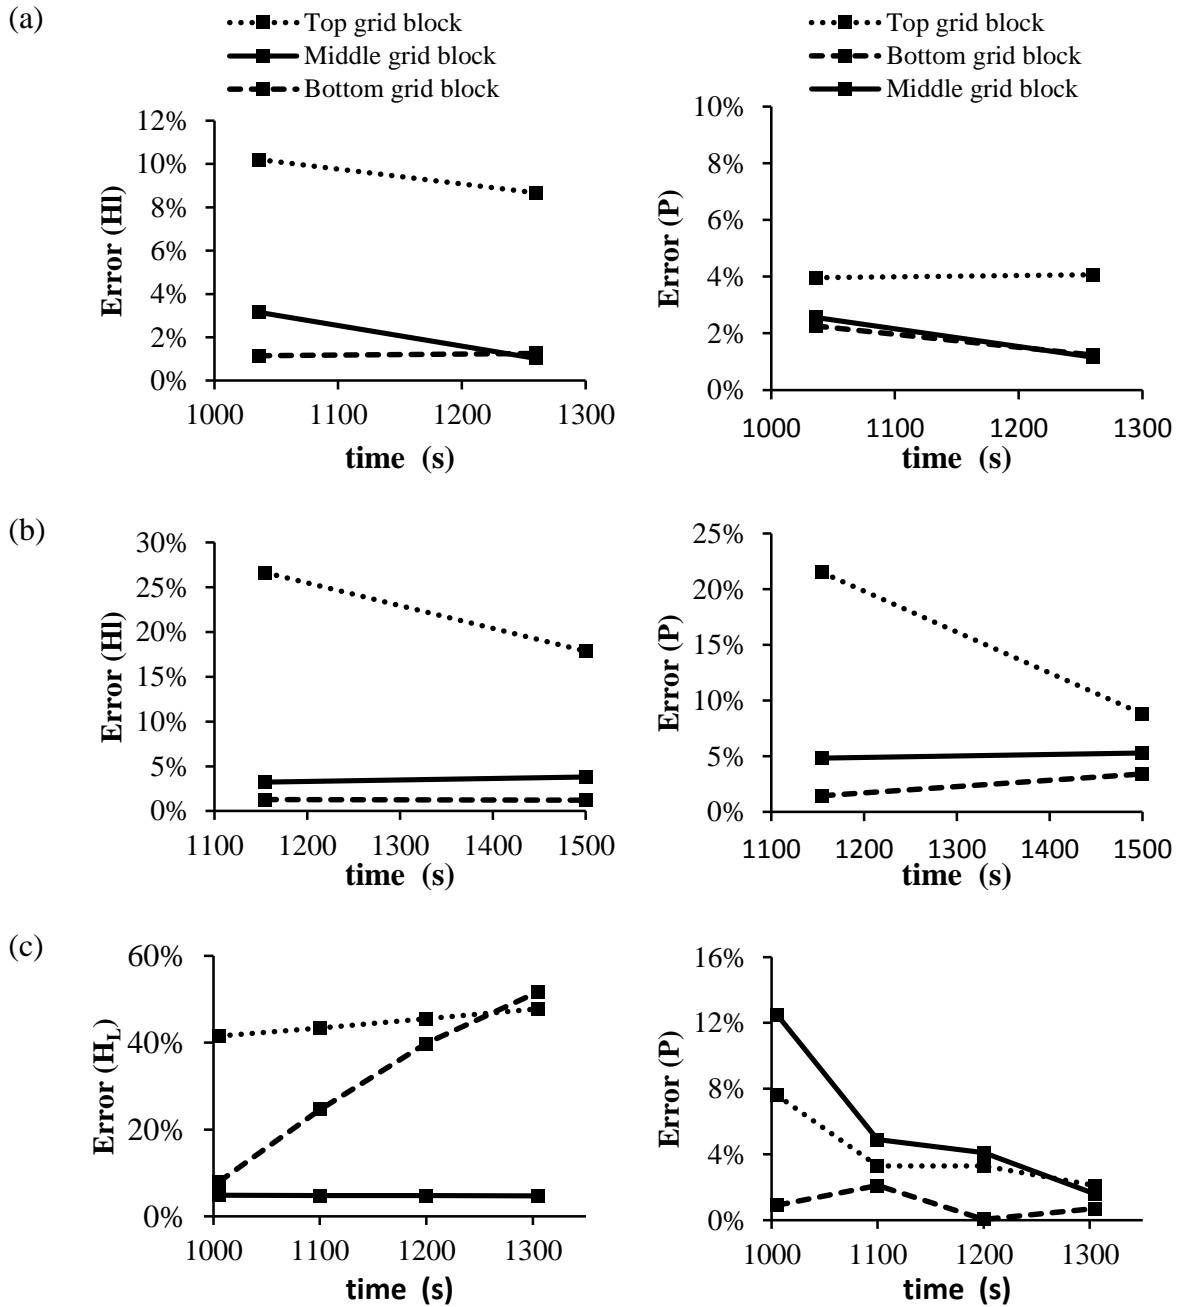 (a)
Top grid block
Middle grid block
Bottom grid block
12%
10%
8%
6%
4%
2%
0%
Error (Hl)
1000 1100 1200 1300
time (s)
Top grid block
Bottom grid block
Middle grid block
10%
8%
6%
4%
2%
0%
Error (P)
1000 1100 1200 1300
time (s)
(b)
30%
25%
20%
15%
10%
5%
0%
Error (Hl)
1100 1200 1300 1400 1500
time (s)
25%
20%
15%
10%
5%
0%
Error (P)
1100 1200 1300 1400 1500
time (s)
(c)
60%
40%
20%
0%
Error (H_L)
1000 1100 1200 1300
time (s)
16%
12%
8%
4%
0%
Error (P)
1000 1100 1200 1300
time (s)